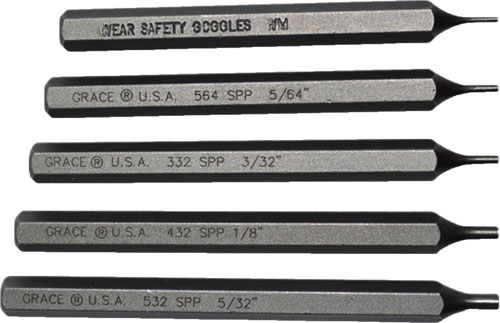 WEAR SAFETY GOGGLES WM
GRACE ® U.S.A. 564 SPP 5/64"
GRACE ® U.S.A. 332 SPP 3/32"
GRACE ® U.S.A. 432 SPP 1/8"
GRACE ® U.S.A. 532 SPP 5/32"